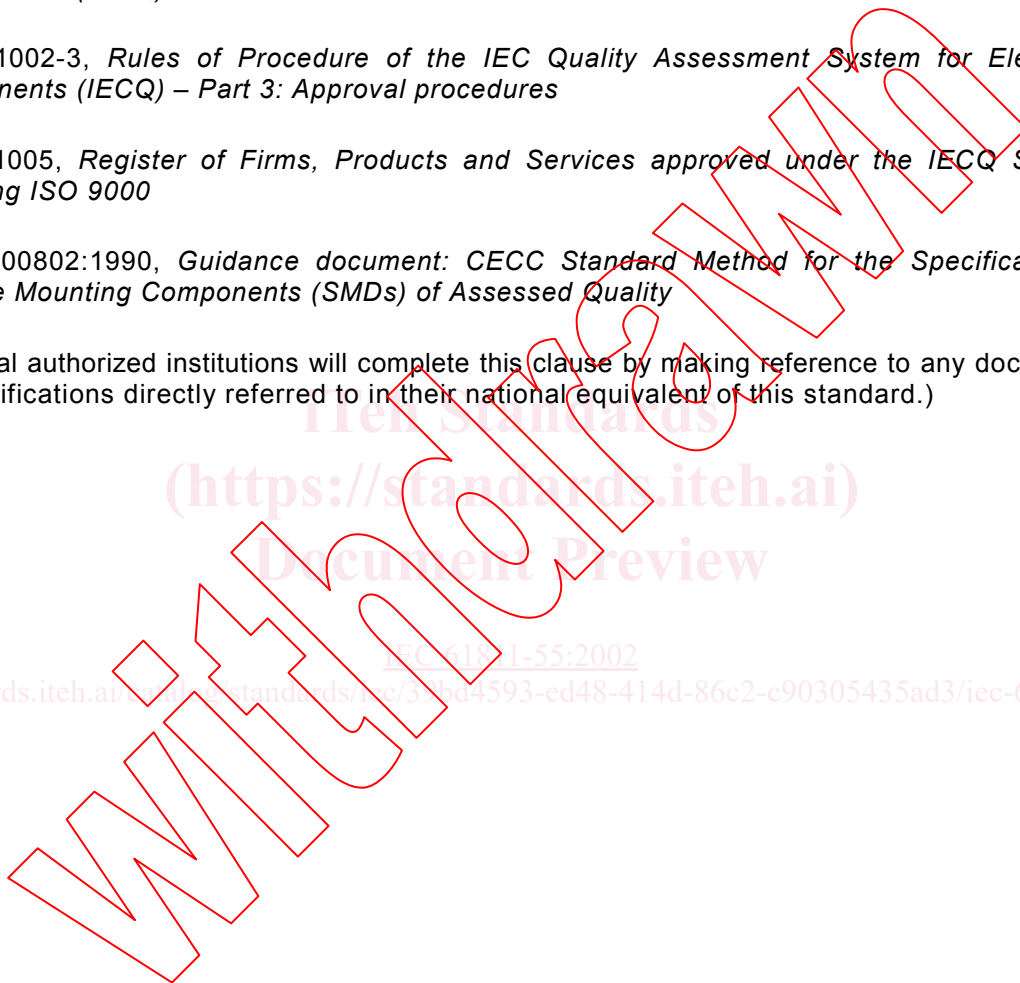 1002-3, Rules of Procedure of the IEC Quality Assessment System for Ele
nents (IECQ) – Part 3: Approval procedures
1005, Register of Firms, Products and Services approved under the IECQ S
ng ISO 9000
00802:1990, Guidance document: CECC Standard Method for the Specifica
e Mounting Components (SMDs) of Assessed Quality
al authorized institutions will complete this clause by making reference to any doc
ifications directly referred to in their national equivalent of this standard.)
iTeh Standards
(https://standards.iteh.ai)
Document Preview
IEC 61811-55:2002
ds.iteh.ai/catalog/standards/iec/39bd4593-ed48-414d-86c2-c90305435ad3/iec-6
withdrawn